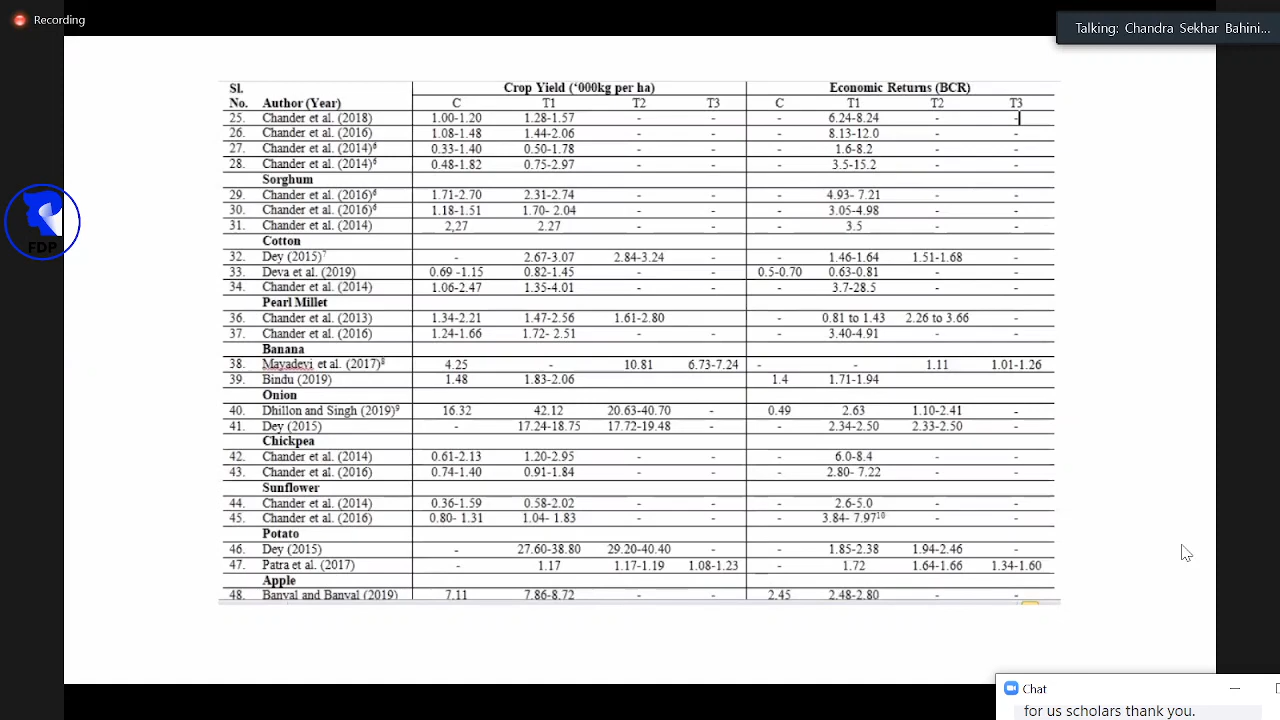 Recording
Talking: Chandra Sekhar Bahini...
FDP
Sl. Crop Yield ('000kg per ha) Economic Returns (BCR)
No. Author (Year) C T1 T2 T3 C T1 T2 T3
25. Chander et al. (2018) 1.00-1.20 1.28-1.57 - - - 6.24-8.24 - -
26. Chander et al. (2016) 1.08-1.48 1.44-2.06 - - - 8.13-12.0 - -
27. Chander et al. (2014)⁶ 0.33-1.40 0.50-1.78 - - - 1.6-8.2 - -
28. Chander et al. (2014)⁶ 0.48-1.82 0.75-2.97 - - - 3.5-15.2 - -
Sorghum
29. Chander et al. (2016)⁶ 1.71-2.70 2.31-2.74 - - - 4.93- 7.21 - -
30. Chander et al. (2016)⁶ 1.18-1.51 1.70- 2.04 - - - 3.05-4.98 - -
31. Chander et al. (2014) 2,27 2.27 - - - 3.5 - -
Cotton
32. Dey (2015)⁷ - 2.67-3.07 2.84-3.24 - - 1.46-1.64 1.51-1.68 -
33. Deva et al. (2019) 0.69 -1.15 0.82-1.45 - - 0.5-0.70 0.63-0.81 - -
34. Chander et al. (2014) 1.06-2.47 1.35-4.01 - - - 3.7-28.5 - -
Pearl Millet
36. Chander et al. (2013) 1.34-2.21 1.47-2.56 1.61-2.80 - 0.81 to 1.43 2.26 to 3.66 -
37. Chander et al. (2016) 1.24-1.66 1.72- 2.51 - - - 3.40-4.91 - -
Banana
38. Mayadevi et al. (2017)⁸ 4.25 - 10.81 6.73-7.24 - - 1.11 1.01-1.26
39. Bindu (2019) 1.48 1.83-2.06 1.4 1.71-1.94
Onion
40. Dhillon and Singh (2019)⁹ 16.32 42.12 20.63-40.70 - 0.49 2.63 1.10-2.41 -
41. Dey (2015) - 17.24-18.75 17.72-19.48 - - 2.34-2.50 2.33-2.50 -
Chickpea
42. Chander et al. (2014) 0.61-2.13 1.20-2.95 - - - 6.0-8.4 - -
43. Chander et al. (2016) 0.74-1.40 0.91-1.84 - - - 2.80- 7.22 - -
Sunflower
44. Chander et al. (2014) 0.36-1.59 0.58-2.02 - - - 2.6-5.0 - -
45. Chander et al. (2016) 0.80- 1.31 1.04- 1.83 - - - 3.84- 7.97¹⁰ - -
Potato
46. Dey (2015) - 27.60-38.80 29.20-40.40 - - 1.85-2.38 1.94-2.46 -
47. Patra et al. (2017) - 1.17 1.17-1.19 1.08-1.23 - 1.72 1.64-1.66 1.34-1.60
Apple
48. Banyal and Banyal (2019) 7.11 7.86-8.72 - - 2.45 2.48-2.80 - -
Chat
for us scholars thank you.